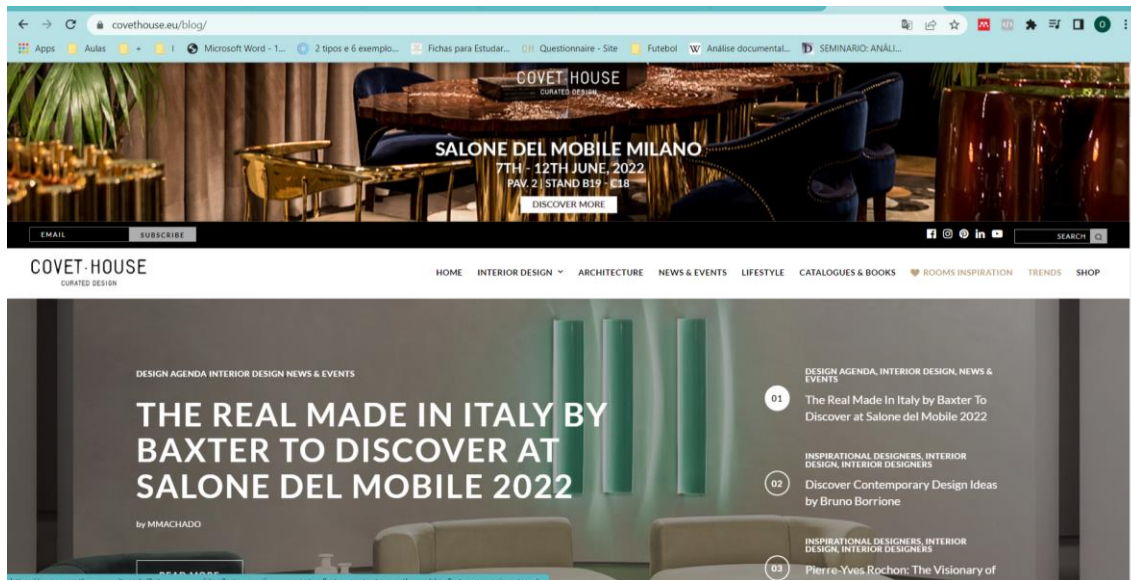 covethouse.eu/blog/
Apps Aulas + I Microsoft Word - 1... 2 tipos e 6 exemplo... Fichas para Estudar... Questionnaire - Site Futebol Análise documental... SEMINARIO: ANÁLI...
COVET HOUSE
CURATED DESIGN
SALONE DEL MOBILE MILANO
7TH - 12TH JUNE, 2022
PAV. 2 | STAND B19 - C18
DISCOVER MORE
EMAIL SUBSCRIBE SEARCH
COVET·HOUSE
CURATED DESIGN
HOME INTERIOR DESIGN ARCHITECTURE NEWS & EVENTS LIFESTYLE CATALOGUES & BOOKS ROOMS INSPIRATION TRENDS SHOP
DESIGN AGENDA INTERIOR DESIGN NEWS & EVENTS
THE REAL MADE IN ITALY BY
BAXTER TO DISCOVER AT
SALONE DEL MOBILE 2022
by MMACHADO
READ MORE
DESIGN AGENDA, INTERIOR DESIGN, NEWS &
EVENTS
01
The Real Made In Italy by Baxter To
Discover at Salone del Mobile 2022
INSPIRATIONAL DESIGNERS, INTERIOR
DESIGN, INTERIOR DESIGNERS
02
Discover Contemporary Design Ideas
by Bruno Borrione
INSPIRATIONAL DESIGNERS, INTERIOR
DESIGN, INTERIOR DESIGNERS
03
Pierre-Yves Rochon: The Visionary of